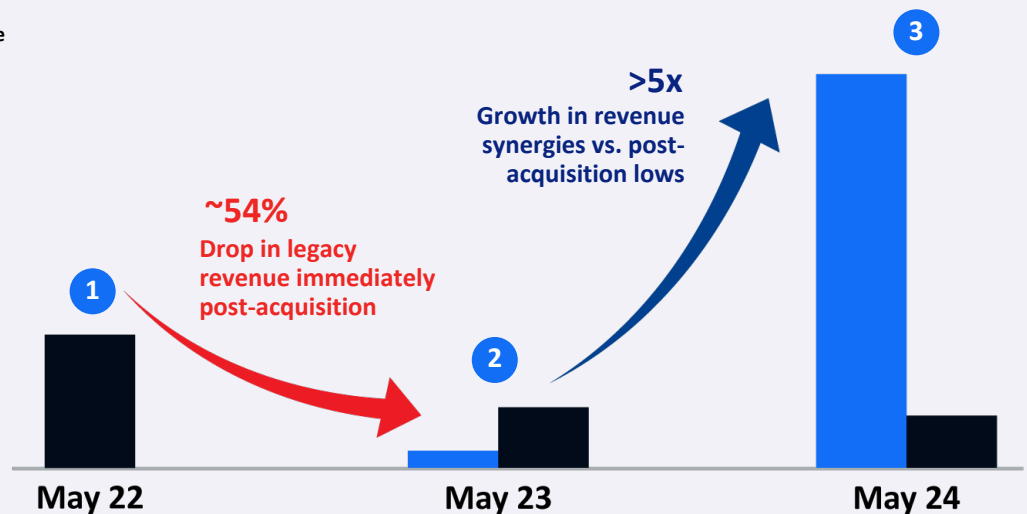 3
>5x
Growth in revenue
synergies vs. post-
acquisition lows
~54%
Drop in legacy
revenue immediately
post-acquisition
1
2
May 22
May 23
May 24